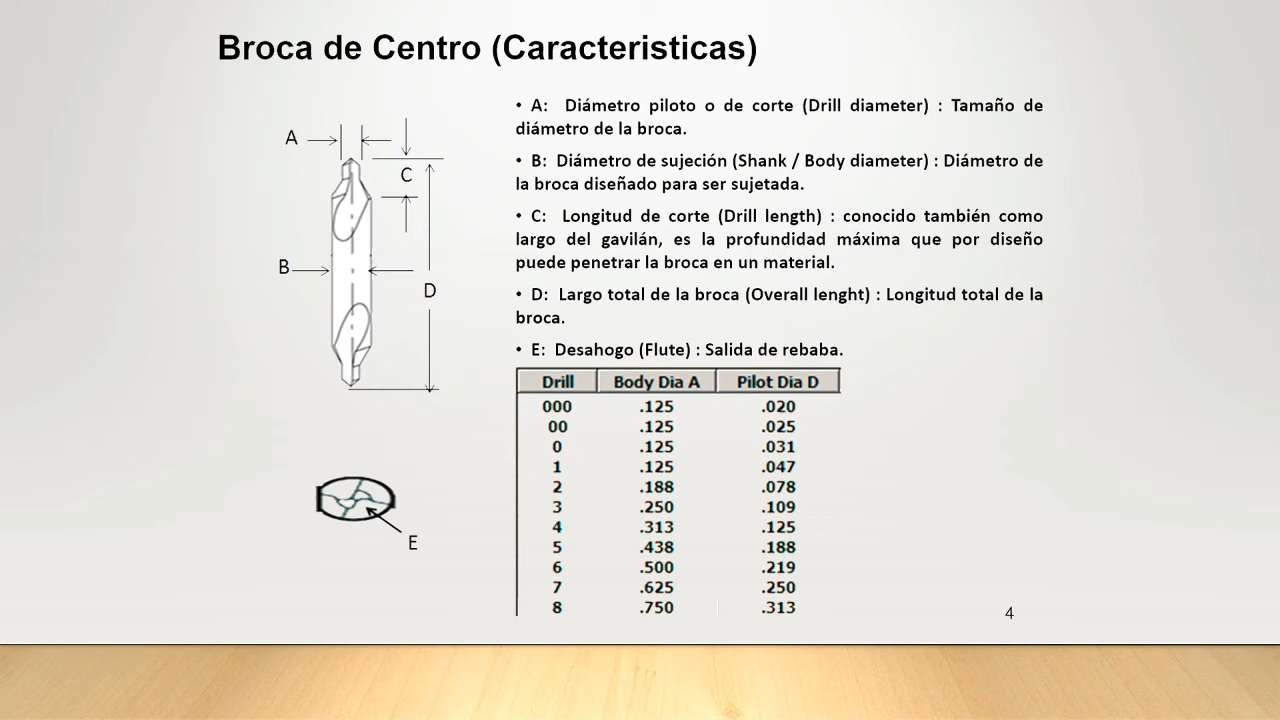 Broca de Centro (Caracteristicas)
A
C
B
D
E
• A: Diámetro piloto o de corte (Drill diameter) : Tamaño de
diámetro de la broca.
• B: Diámetro de sujeción (Shank / Body diameter) : Diámetro de
la broca diseñado para ser sujetada.
• C: Longitud de corte (Drill length) : conocido también como
largo del gavilán, es la profundidad máxima que por diseño
puede penetrar la broca en un material.
• D: Largo total de la broca (Overall lenght) : Longitud total de la
broca.
• E: Desahogo (Flute) : Salida de rebaba.
Drill Body Dia A Pilot Dia D
000 .125 .020
00 .125 .025
0 .125 .031
1 .125 .047
2 .188 .078
3 .250 .109
4 .313 .125
5 .438 .188
6 .500 .219
7 .625 .250
8 .750 .313
4